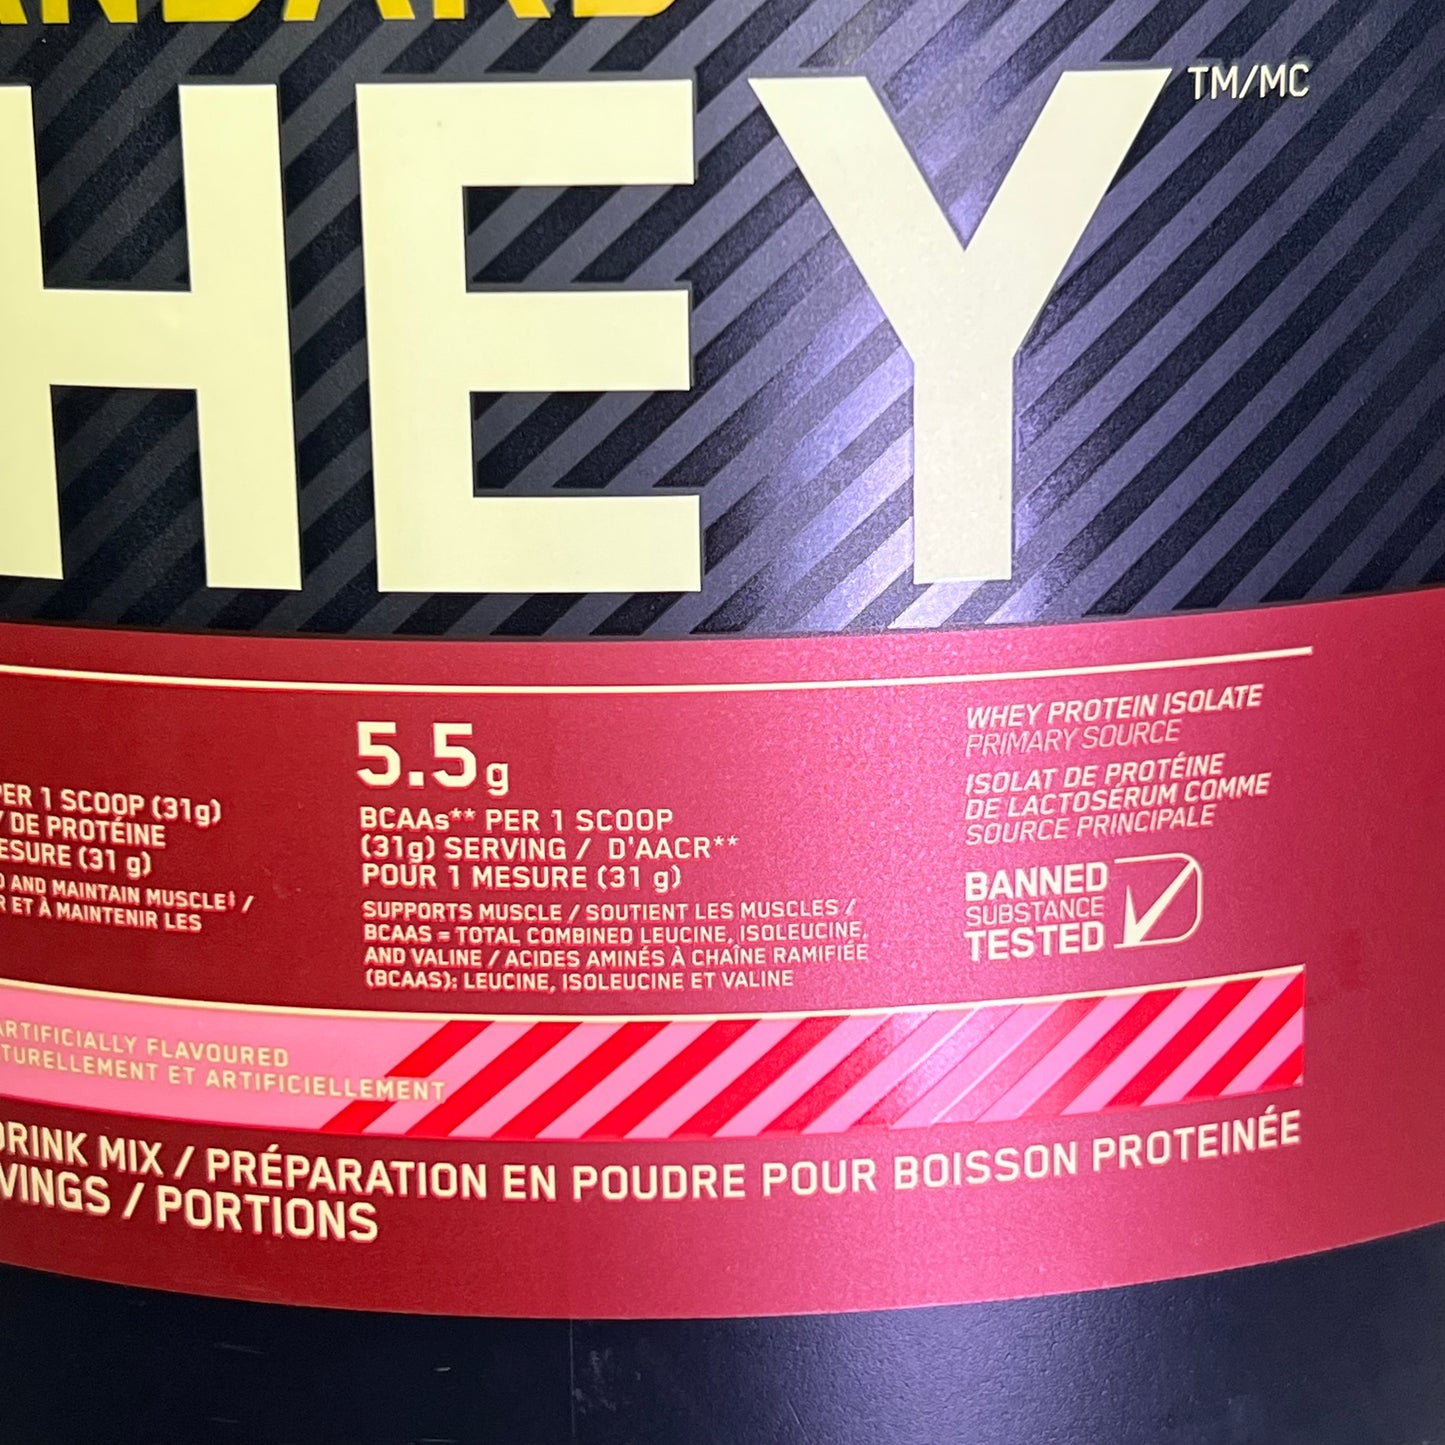 ANDARD
HEY TM/MC
PER 1 SCOOP (31g)
/ DE PROTÉINE
ESURE (31 g)
D AND MAINTAIN MUSCLE‡ /
R ET À MAINTENIR LES
5.5g
BCAAs** PER 1 SCOOP
(31g) SERVING / D'AACR**
POUR 1 MESURE (31 g)
SUPPORTS MUSCLE / SOUTIENT LES MUSCLES /
BCAAS = TOTAL COMBINED LEUCINE, ISOLEUCINE,
AND VALINE / ACIDES AMINÉS À CHAÎNE RAMIFIÉE
(BCAAS): LEUCINE, ISOLEUCINE ET VALINE
WHEY PROTEIN ISOLATE
PRIMARY SOURCE
ISOLAT DE PROTÉINE
DE LACTOSÉRUM COMME
SOURCE PRINCIPALE
BANNED
SUBSTANCE
TESTED
ARTIFICIALLY FLAVOURED
TURELLEMENT ET ARTIFICIELLEMENT
DRINK MIX / PRÉPARATION EN POUDRE POUR BOISSON PROTEINÉE
VINGS / PORTIONS